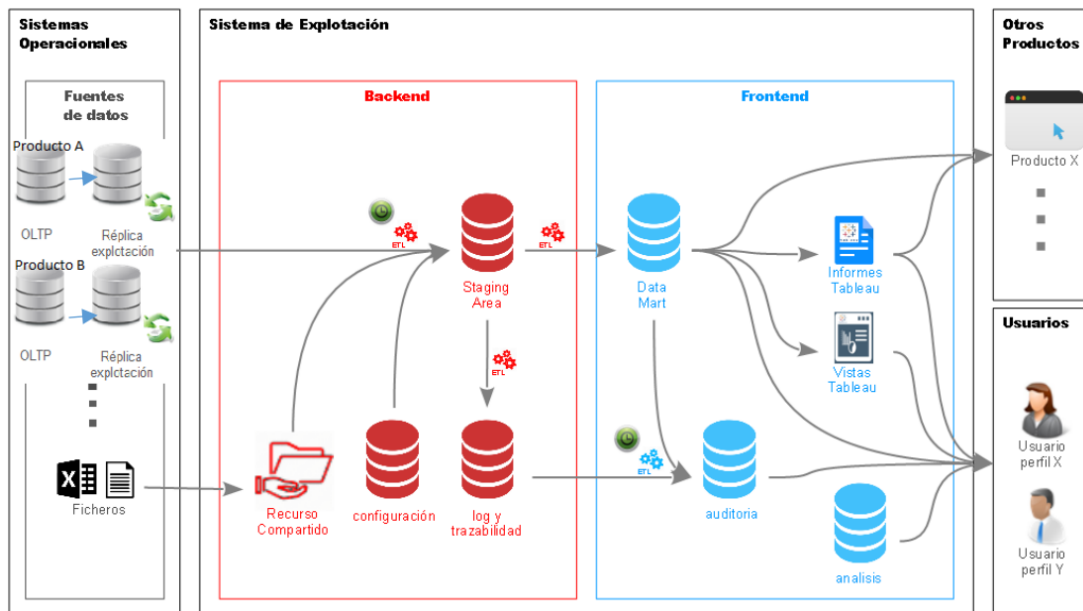 Sistemas
Operacionales
Fuentes
de datos
Producto A
OLTP
Réplica
explctación
Producto B
OLTP
Réplica
explctación
Ficheros
Sistema de Explotación
Backend
ETL
Staging
Area
ETL
ETL
Recurso
Compartido
configuración
log y
trazabilidad
Frontend
Data
Mart
Informes
Tableau
Vistas
Tableau
ETL
auditoria
analisis
Otros
Productos
Producto X
Usuarios
Usuario
perfil X
Usuario
perfil Y